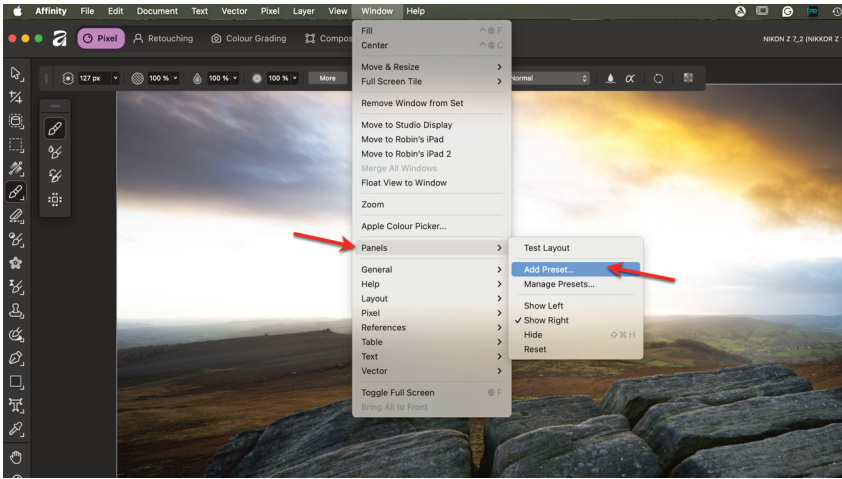 Affinity File Edit Document Text Vector Pixel Layer View Window Help
Pixel Retouching Colour Grading Compos NIKON Z 7_2 (NIKKOR Z
127 px 100 % 100 % 100 % More Normal
Fill F
Center C
Move & Resize
Full Screen Tile
Remove Window from Set
Move to Studio Display
Move to Robin's iPad
Move to Robin's iPad 2
Merge All Windows
Float View to Window
Zoom
Apple Colour Picker...
Panels
General
Help
Layout
Pixel
References
Table
Text
Vector
Toggle Full Screen F
Bring All to Front
Test Layout
Add Preset...
Manage Presets...
Show Left
✓ Show Right
Hide ⇧⌘H
Reset